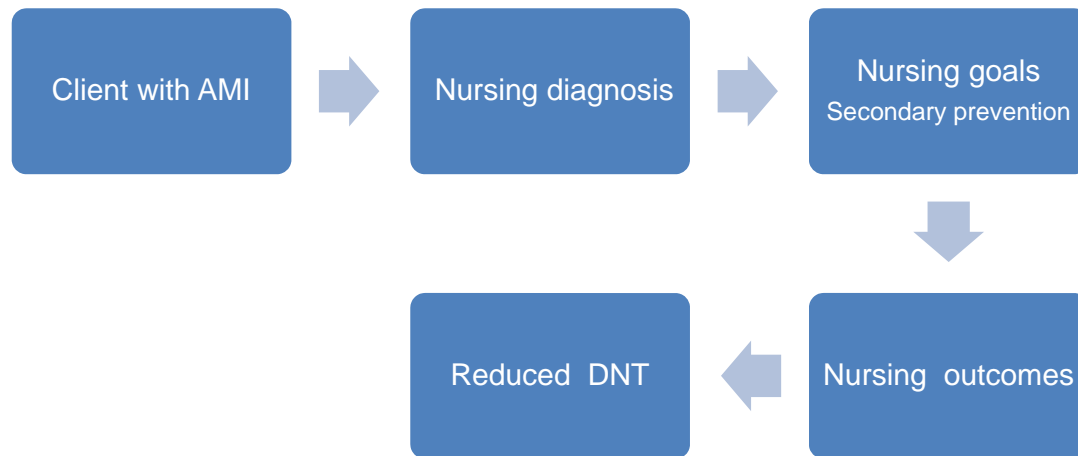 Client with AMI
Nursing diagnosis
Nursing goals
Secondary prevention
Nursing outcomes
Reduced DNT